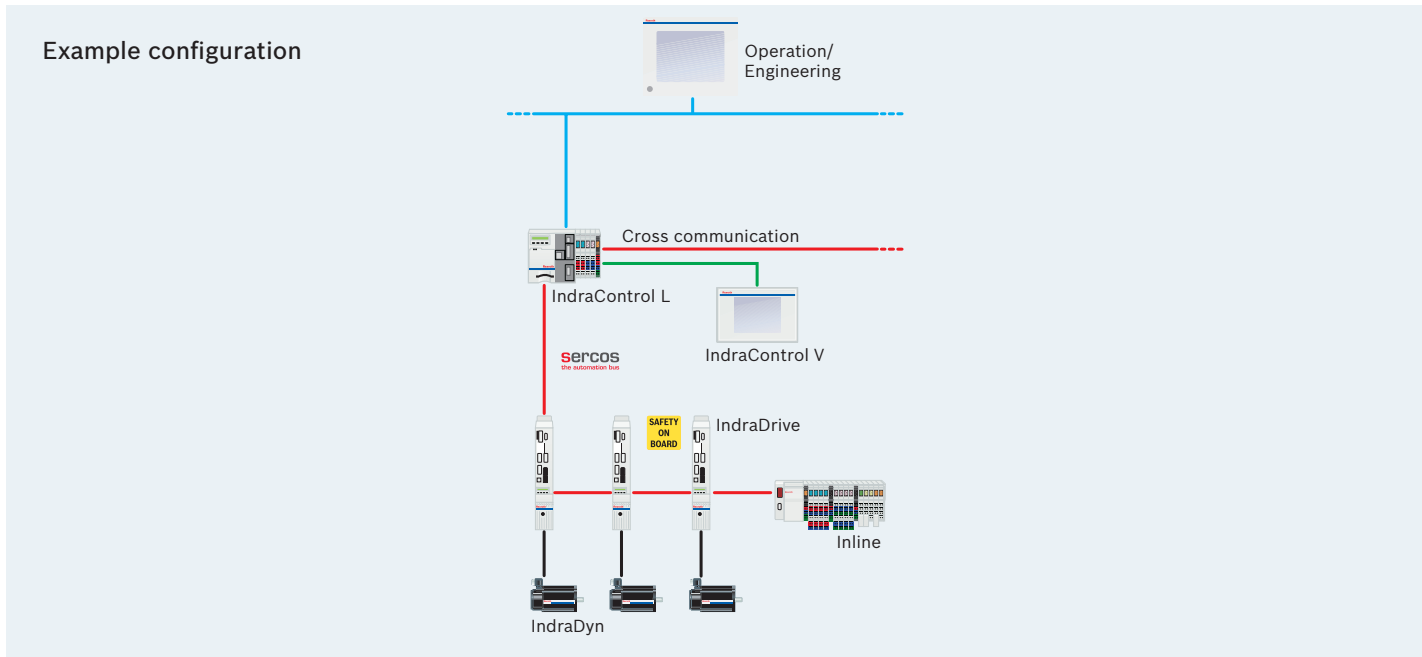 Example configuration
Operation/
Engineering
Cross communication
IndraControl L
IndraControl V
sercos
the automation bus
SAFETY
ON
BOARD
IndraDrive
Inline
IndraDyn